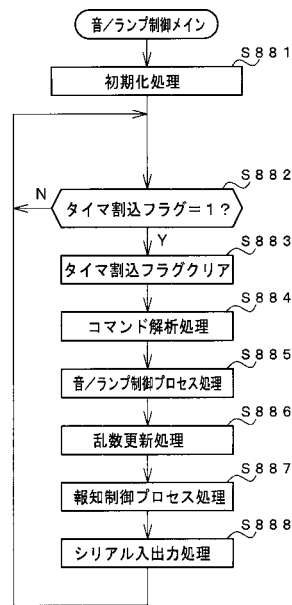 音／ランプ制御メイン
Ｓ８８１
初期化処理
Ｓ８８２
Ｎ
タイマ割込フラグ＝１？
Ｙ
Ｓ８８３
タイマ割込フラグクリア
Ｓ８８４
コマンド解析処理
Ｓ８８５
音／ランプ制御プロセス処理
Ｓ８８６
乱数更新処理
Ｓ８８７
報知制御プロセス処理
Ｓ８８８
シリアル入出力処理